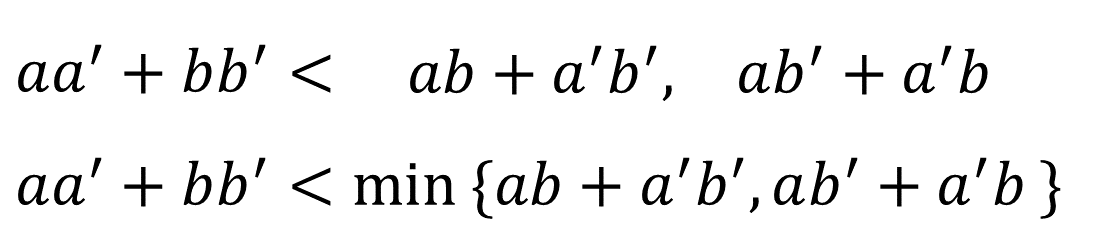 aa′ + bb′ < ab + a′b′, ab′ + a′b
aa′ + bb′ < min {ab + a′b′, ab′ + a′b }